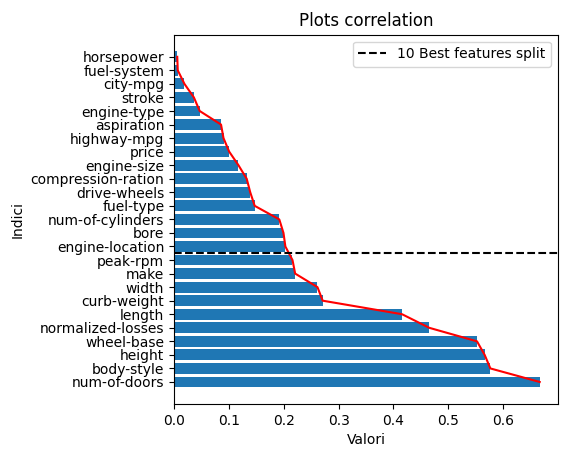 Plots correlation
10 Best features split
horsepower
fuel-system
city-mpg
stroke
engine-type
aspiration
highway-mpg
price
engine-size
compression-ration
drive-wheels
fuel-type
num-of-cylinders
bore
engine-location
peak-rpm
make
width
curb-weight
length
normalized-losses
wheel-base
height
body-style
num-of-doors
Indici
0.0 0.1 0.2 0.3 0.4 0.5 0.6
Valori